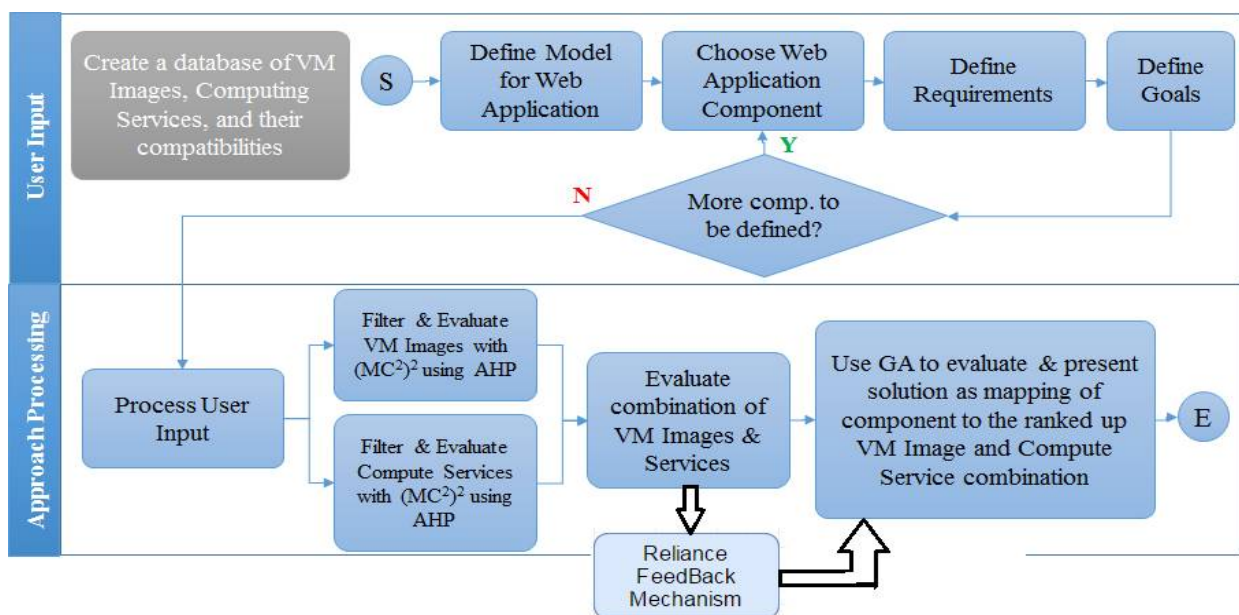 User Input
Create a database of VM
Images, Computing
Services, and their
compatibilities
S
Define Model
for Web
Application
Choose Web
Application
Component
Define
Requirements
Define
Goals
Y
N
More comp. to
be defined?
Approach Processing
Process User
Input
Filter & Evaluate
VM Images with
(MC²)² using AHP
Filter & Evaluate
Compute Services
with (MC²)² using
AHP
Evaluate
combination of
VM Images &
Services
Use GA to evaluate & present
solution as mapping of
component to the ranked up
VM Image and Compute
Service combination
E
Reliance
FeedBack
Mechanism